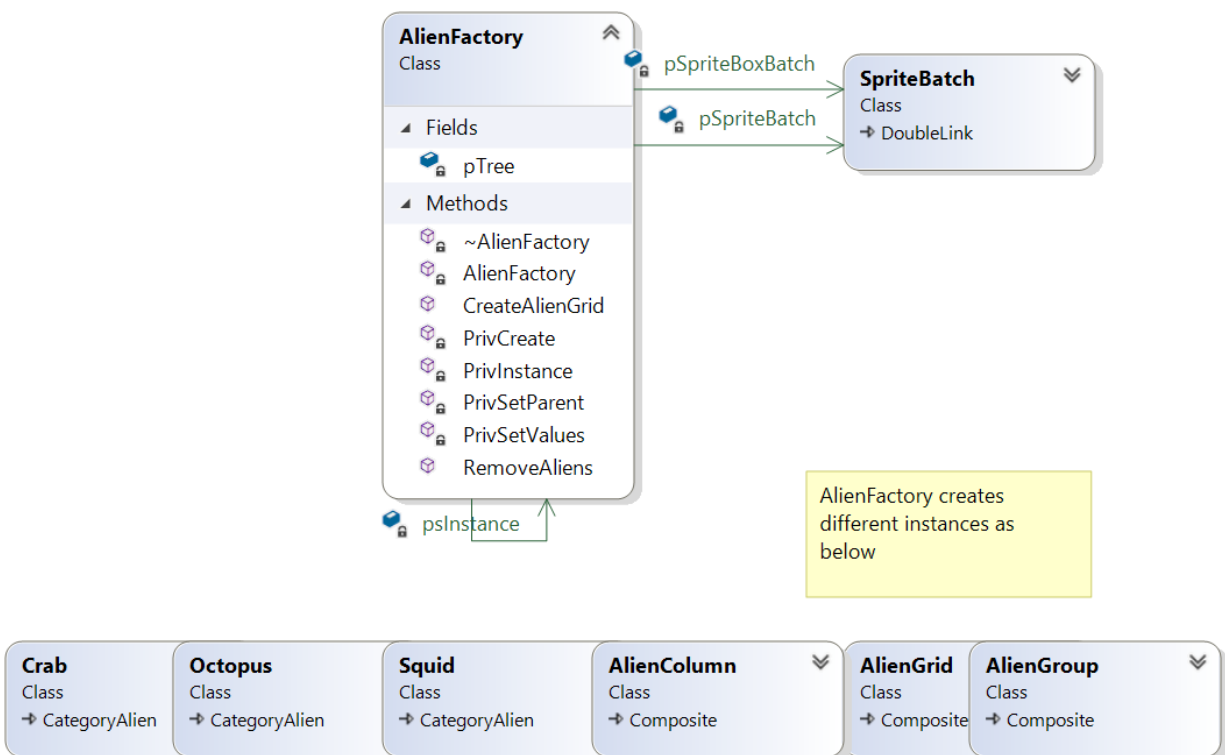 AlienFactory
Class
Fields
pTree
Methods
~AlienFactory
AlienFactory
CreateAlienGrid
PrivCreate
PrivInstance
PrivSetParent
PrivSetValues
RemoveAliens
pSpriteBoxBatch
pSpriteBatch
SpriteBatch
Class
DoubleLink
psInstance
AlienFactory creates
different instances as
below
Crab
Class
CategoryAlien
Octopus
Class
CategoryAlien
Squid
Class
CategoryAlien
AlienColumn
Class
Composite
AlienGrid
Class
Composite
AlienGroup
Class
Composite